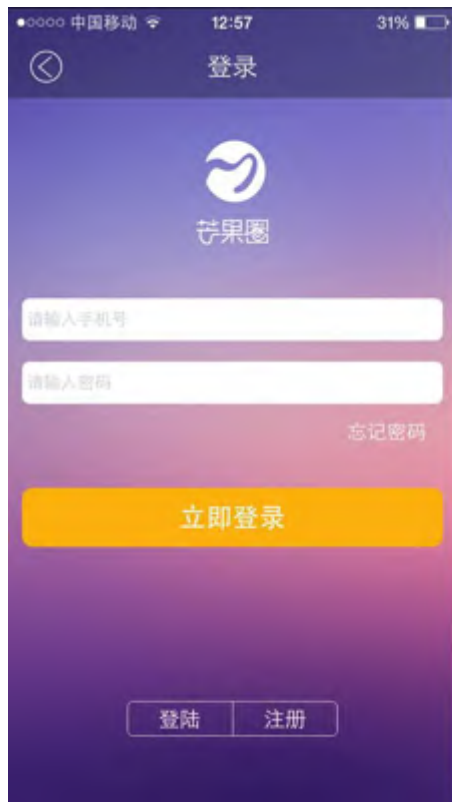 中国移动 12:57 31%
登录
芒果圈
请输入手机号
请输入密码
忘记密码
立即登录
登陆 注册